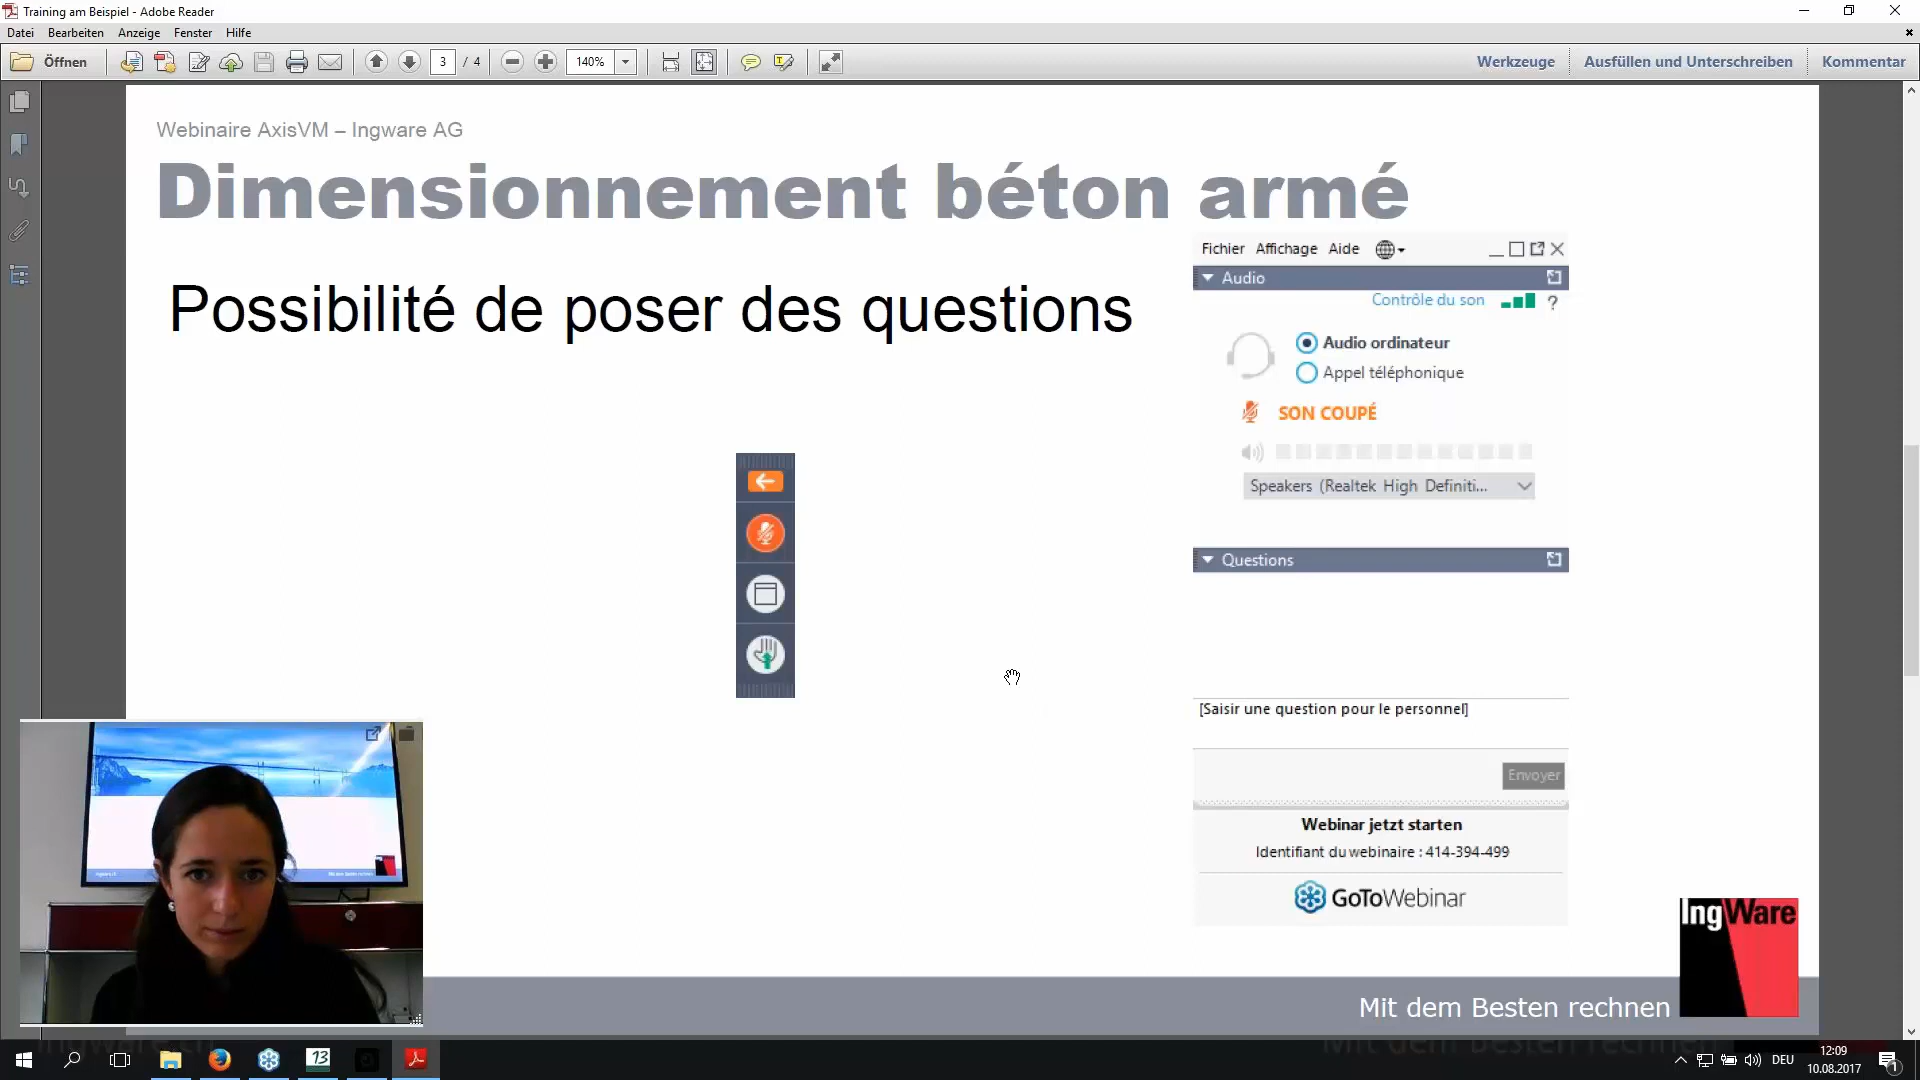 Training am Beispiel - Adobe Reader
Datei Bearbeiten Anzeige Fenster Hilfe
Öffnen 3 / 4 140% Werkzeuge Ausfüllen und Unterschreiben Kommentar
Webinaire AxisVM – Ingware AG
Dimensionnement béton armé
Possibilité de poser des questions
Fichier Affichage Aide
Audio
Contrôle du son ?
Audio ordinateur
Appel téléphonique
SON COUPÉ
Speakers (Realtek High Definiti...
Questions
[Saisir une question pour le personnel]
Envoyer
Webinar jetzt starten
Identifiant du webinaire : 414-394-499
GoToWebinar
IngWare
Mit dem Besten rechnen
13
DEU
12:09
10.08.2017
1